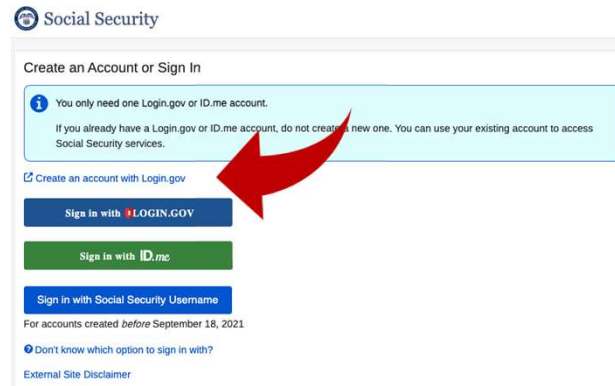 Social Security
Create an Account or Sign In
You only need one Login.gov or ID.me account.
If you already have a Login.gov or ID.me account, do not create a new one. You can use your existing account to access
Social Security services.
Create an account with Login.gov
Sign in with LOGIN.GOV
Sign in with ID.me
Sign in with Social Security Username
For accounts created before September 18, 2021
Don't know which option to sign in with?
External Site Disclaimer